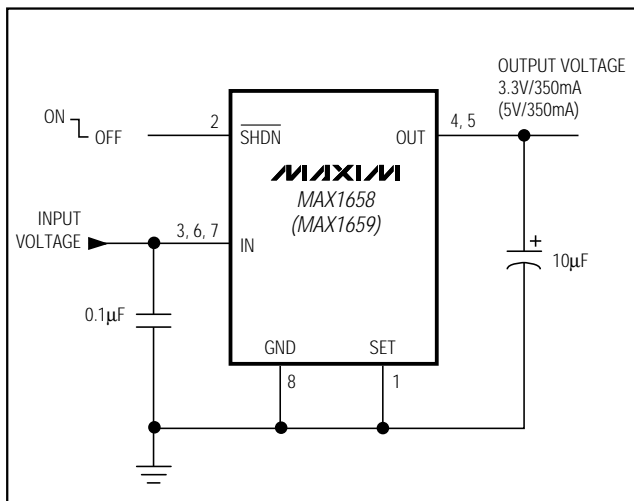 OUTPUT VOLTAGE
3.3V/350mA
(5V/350mA)
ON
OFF
2
SHDN
OUT
4, 5
MAXIM
MAX1658
(MAX1659)
INPUT
VOLTAGE
3, 6, 7
IN
+
10µF
0.1µF
GND
SET
8
1